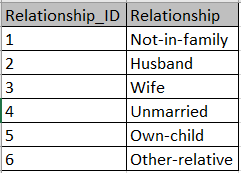 Relationship_ID Relationship
1 Not-in-family
2 Husband
3 Wife
4 Unmarried
5 Own-child
6 Other-relative